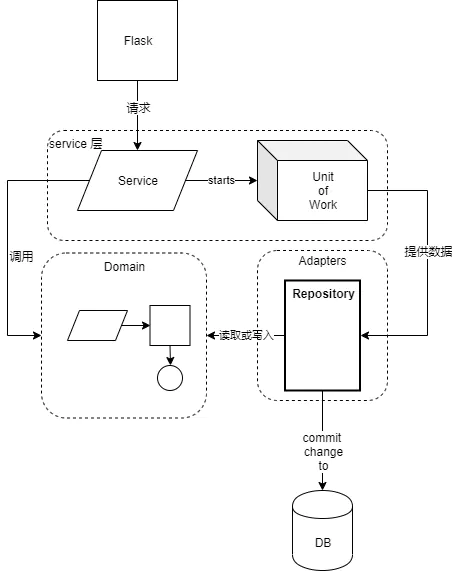 Flask
请求
service 层
Service
starts
Unit
of
Work
调用
提供数据
Domain
Adapters
Repository
读取或写入
commit
change
to
DB